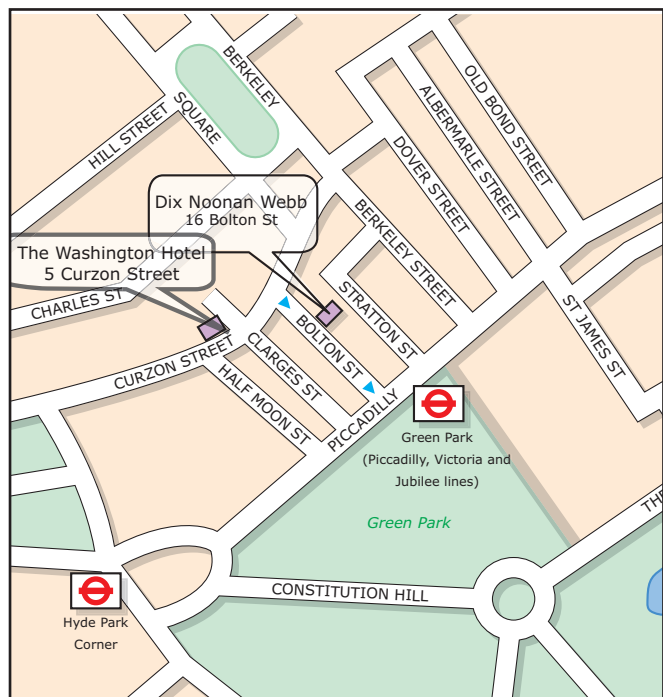 BERKELEY
SQUARE
HILL STREET
OLD BOND STREET
ALBERMARLE STREET
DOVER STREET
Dix Noonan Webb
16 Bolton St
BERKELEY STREET
The Washington Hotel
5 Curzon Street
CHARLES ST
STRATTON ST
BOLTON ST
ST JAMES ST
CURZON STREET
CLARGES ST
HALF MOON ST
PICCADILLY
Green Park
(Piccadilly, Victoria and
Jubilee lines)
THE
Green Park
CONSTITUTION HILL
Hyde Park
Corner